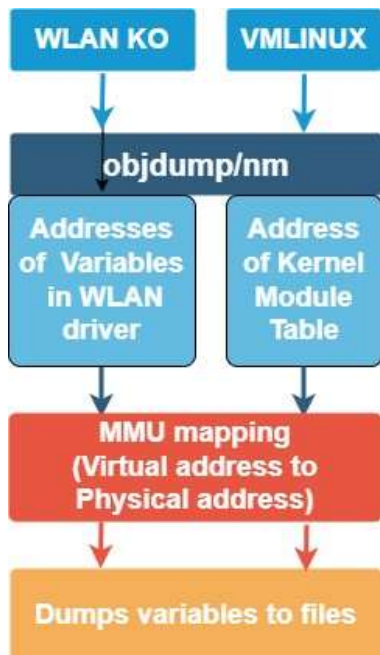 WLAN KO
VMLINUX
objdump/nm
Addresses
of Variables
in WLAN
driver
Address
of Kernel
Module
Table
MMU mapping
(Virtual address to
Physical address)
Dumps variables to files